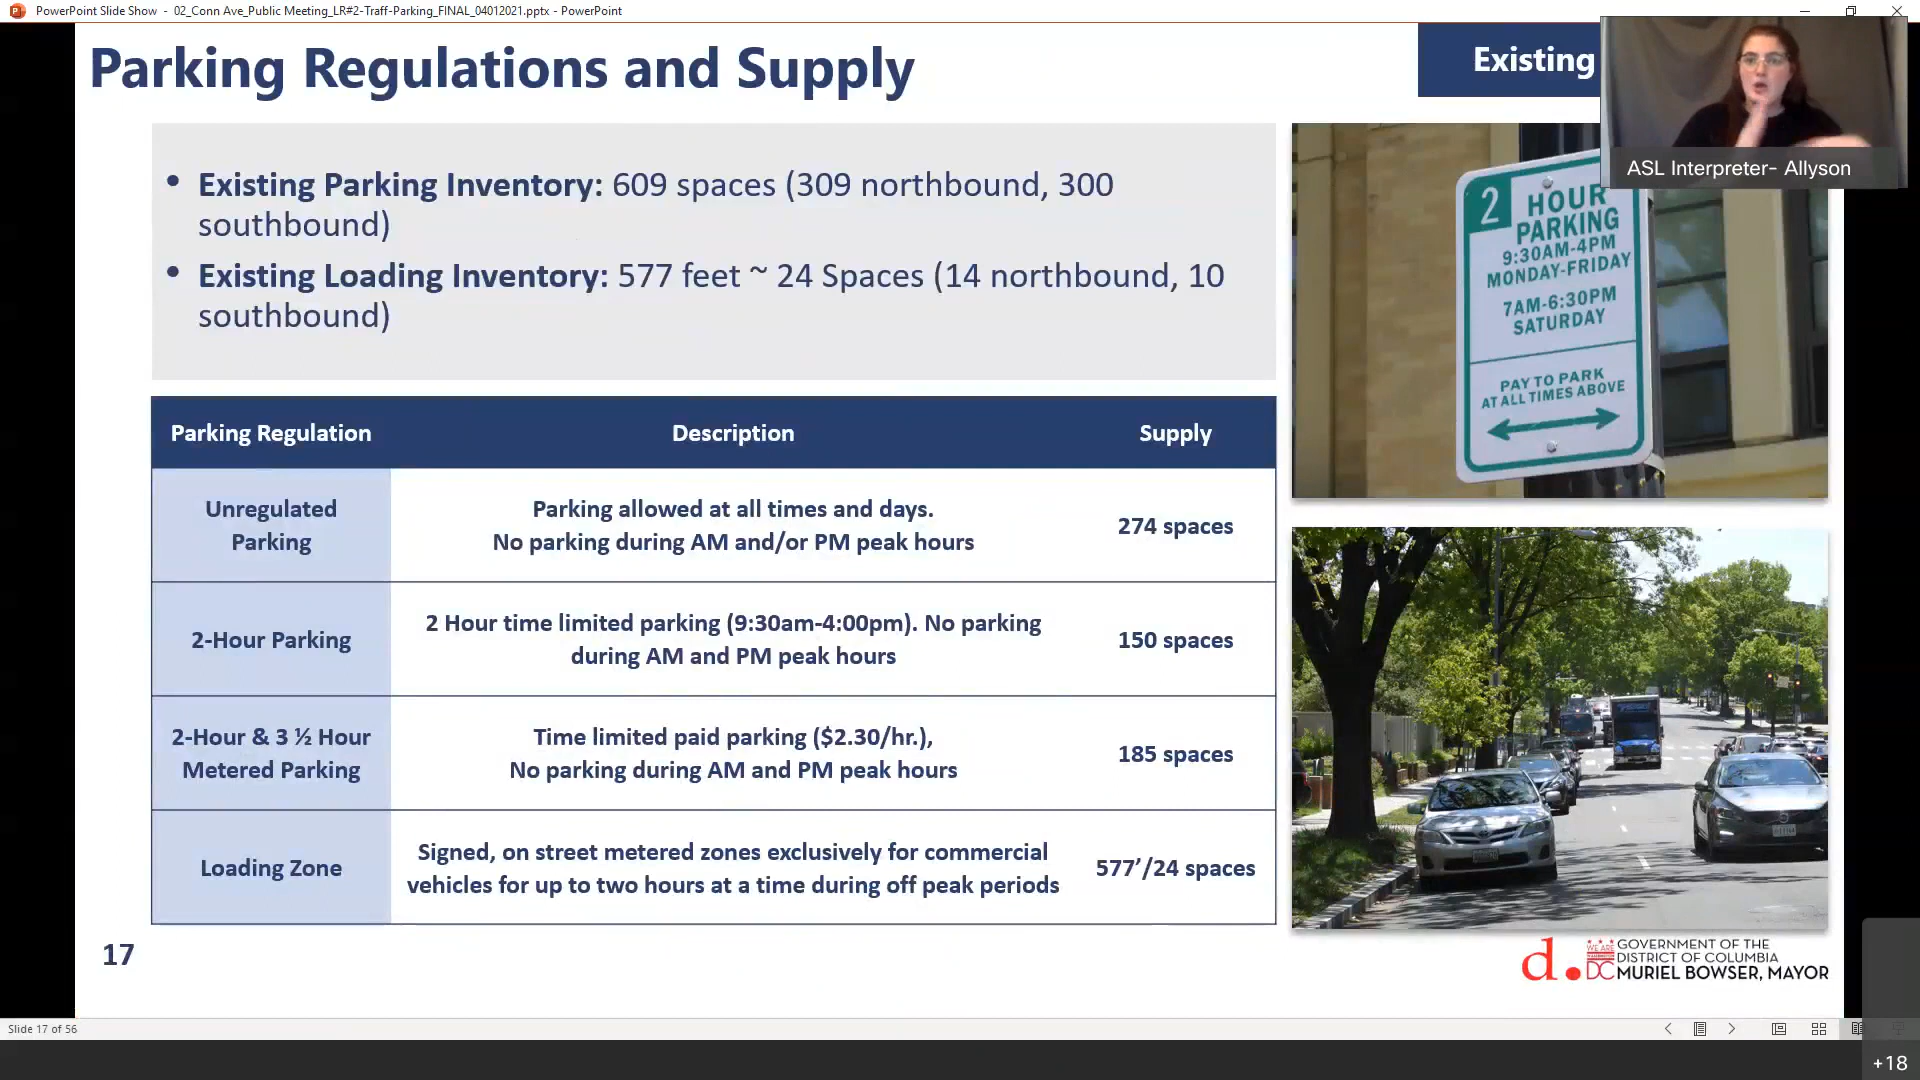 PowerPoint Slide Show - 02_Conn Ave_Public Meeting_LR#2-Traff-Parking_FINAL_04012021.pptx - PowerPoint
Parking Regulations and Supply
Existing
ASL Interpreter- Allyson
• Existing Parking Inventory: 609 spaces (309 northbound, 300
southbound)
• Existing Loading Inventory: 577 feet ~ 24 Spaces (14 northbound, 10
southbound)
2 HOUR
PARKING
9:30AM-4PM
MONDAY-FRIDAY
7AM-6:30PM
SATURDAY
PAY TO PARK
AT ALL TIMES ABOVE
Parking Regulation Description Supply
Unregulated
Parking
Parking allowed at all times and days.
No parking during AM and/or PM peak hours
274 spaces
2-Hour Parking
2 Hour time limited parking (9:30am-4:00pm). No parking
during AM and PM peak hours
150 spaces
2-Hour & 3 ½ Hour
Metered Parking
Time limited paid parking ($2.30/hr.),
No parking during AM and PM peak hours
185 spaces
Loading Zone
Signed, on street metered zones exclusively for commercial
vehicles for up to two hours at a time during off peak periods
577’/24 spaces
17
d.
WE ARE
WASHINGTON
DC
GOVERNMENT OF THE
DISTRICT OF COLUMBIA
MURIEL BOWSER, MAYOR
Slide 17 of 56
+18